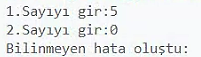 1.Sayıyı gir:5
2.Sayıyı gir:0
Bilinmeyen hata oluştu: